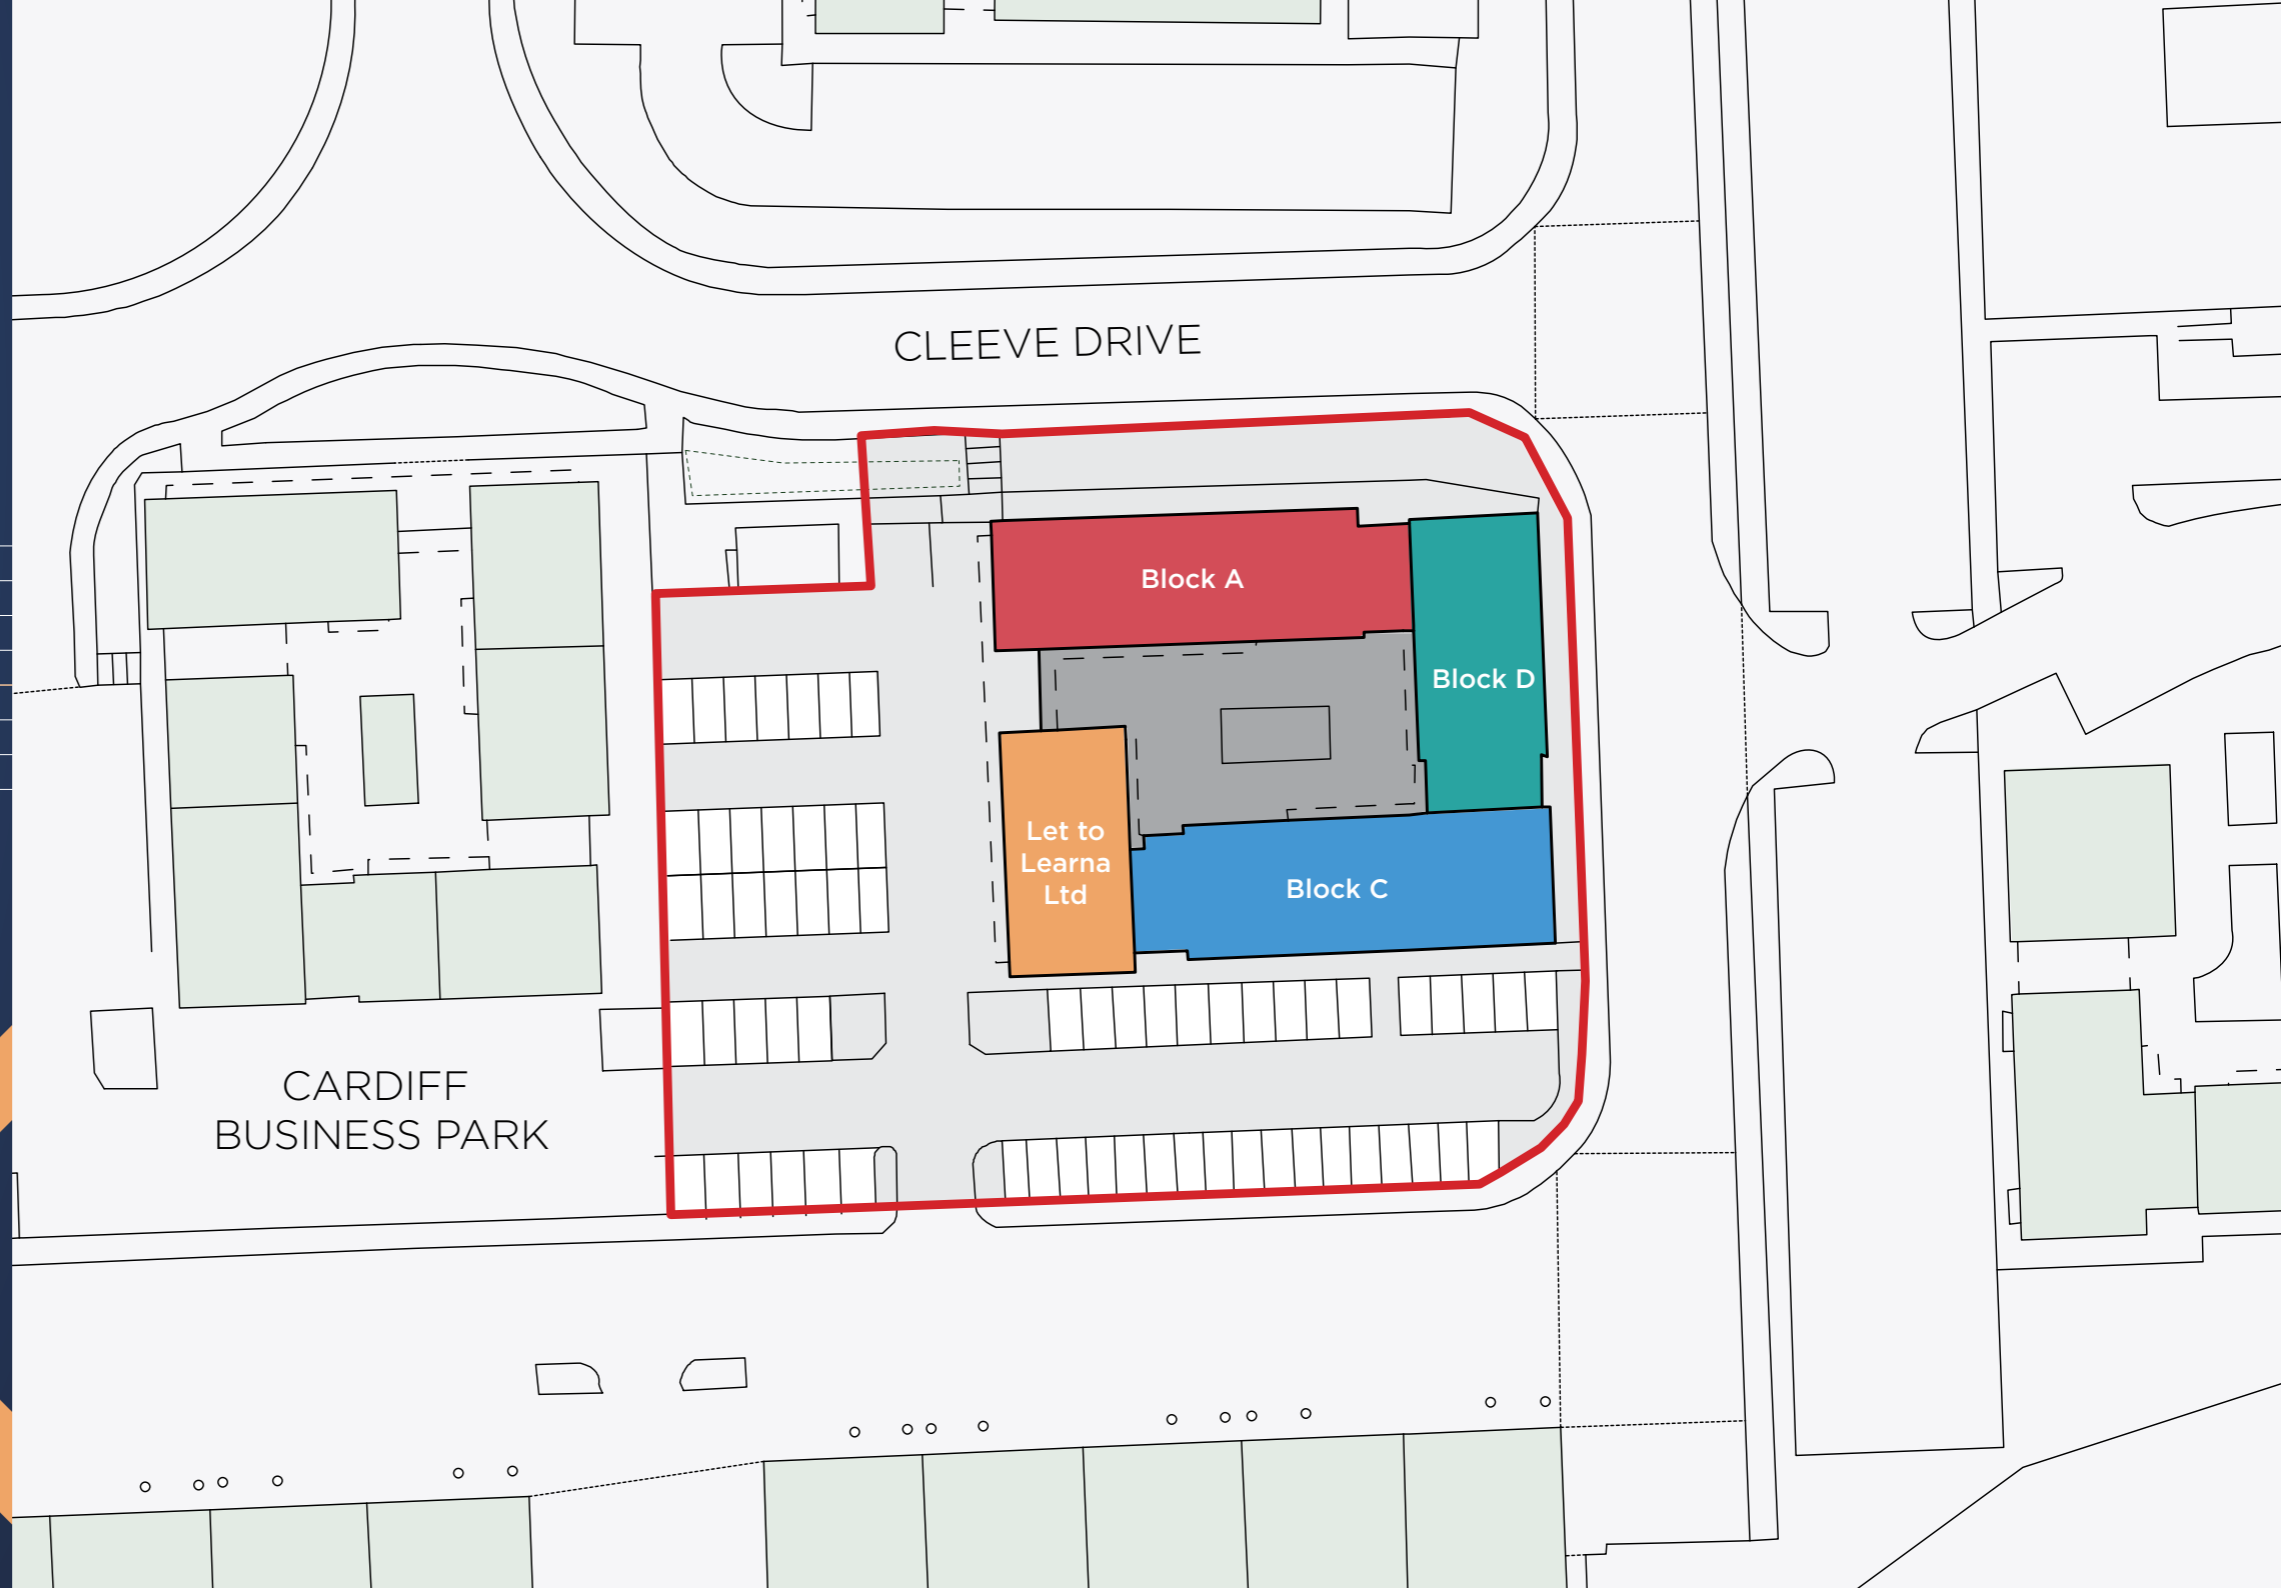 CLEEVE DRIVE
Block A
Block D
Let to
Learna
Ltd
Block C
CARDIFF
BUSINESS PARK